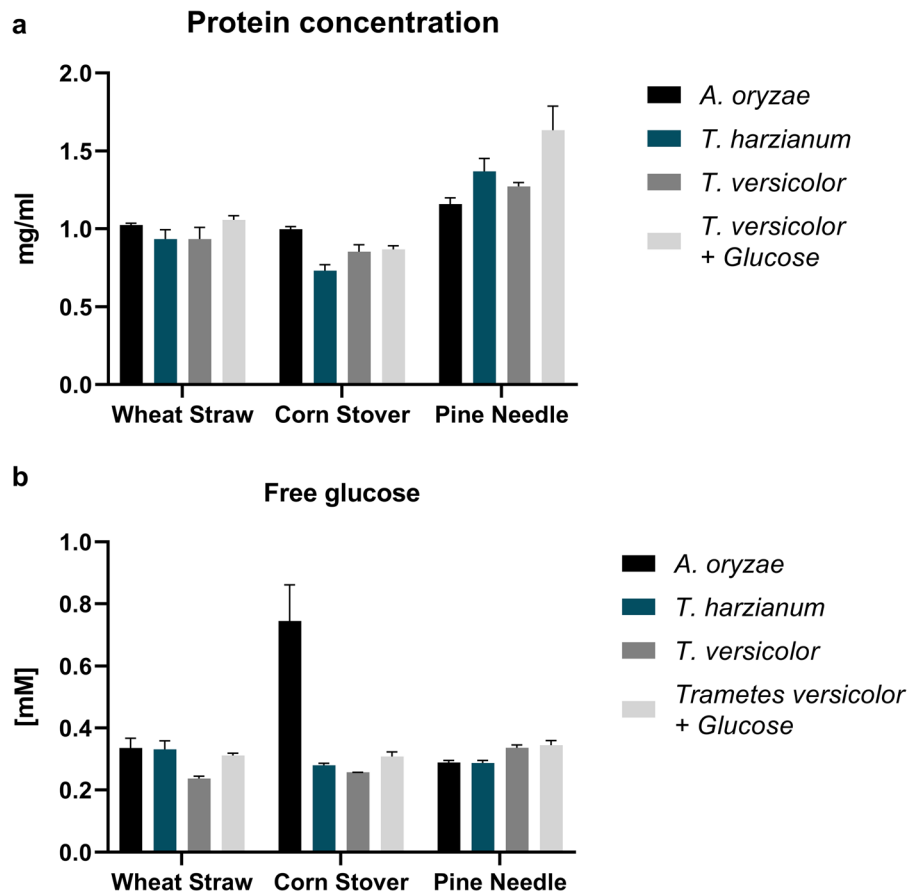 a
Protein concentration
2.0
1.5
1.0
0.5
0.0
mg/ml
Wheat Straw
Corn Stover
Pine Needle
A. oryzae
T. harzianum
T. versicolor
T. versicolor
+ Glucose
b
Free glucose
1.0
0.8
0.6
0.4
0.2
0.0
[mM]
Wheat Straw
Corn Stover
Pine Needle
A. oryzae
T. harzianum
T. versicolor
Trametes versicolor
+ Glucose